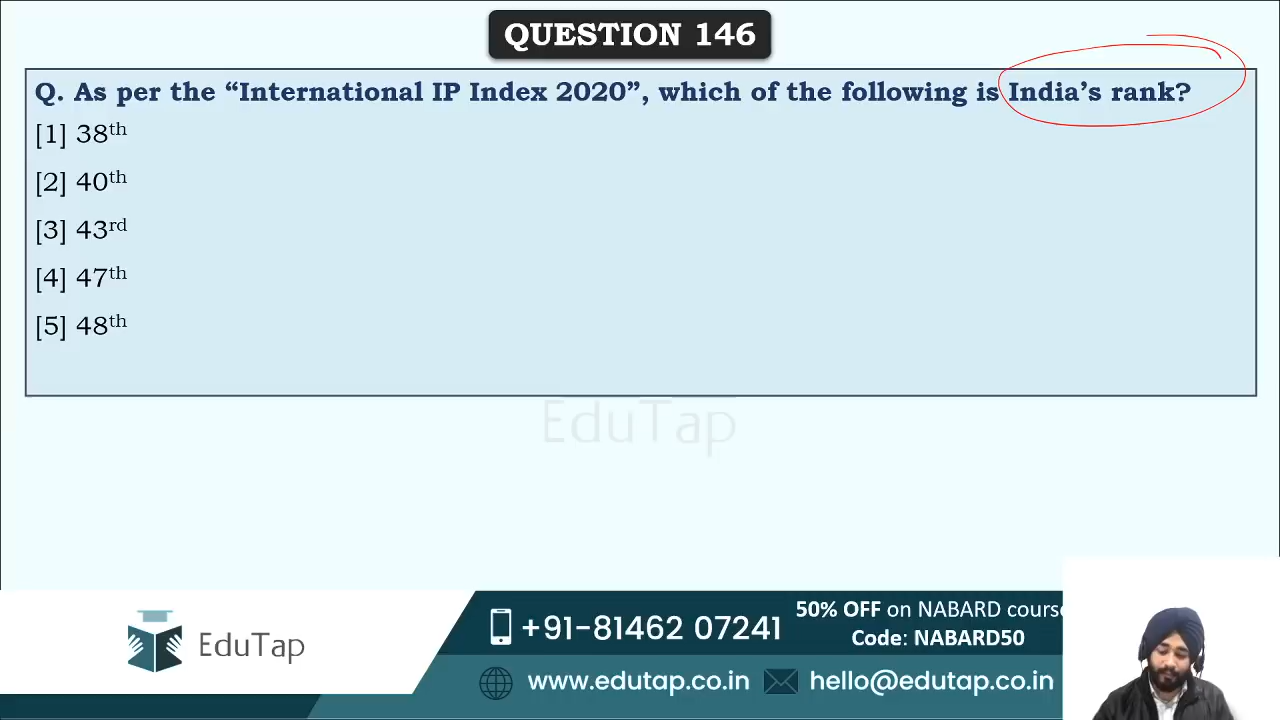 QUESTION 146
Q. As per the “International IP Index 2020”, which of the following is India’s rank?
[1] 38th
[2] 40th
[3] 43rd
[4] 47th
[5] 48th
EduTap
EduTap
+91-81462 07241
50% OFF on NABARD course
Code: NABARD50
www.edutap.co.in
hello@edutap.co.in